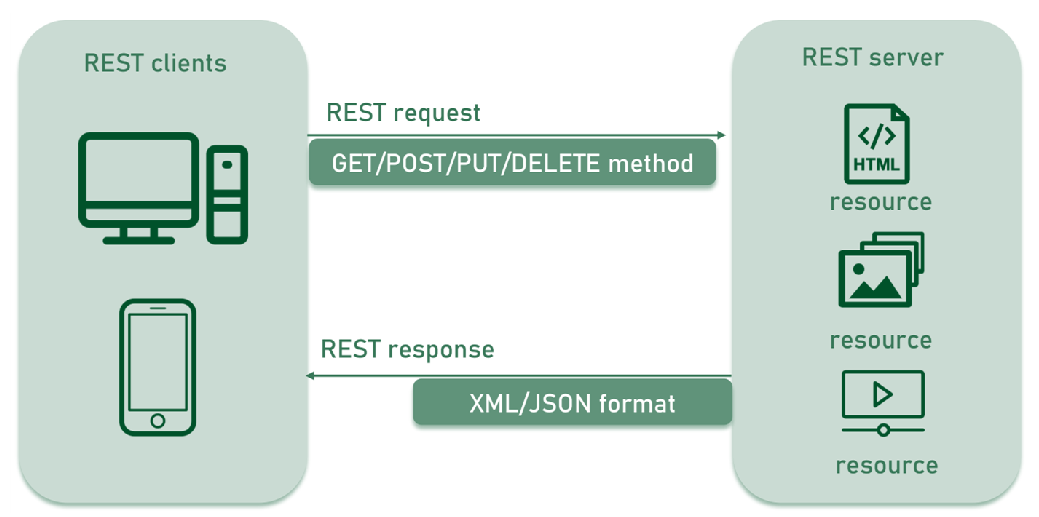 REST clients
REST server
REST request
GET/POST/PUT/DELETE method
HTML
resource
resource
REST response
XML/JSON format
resource